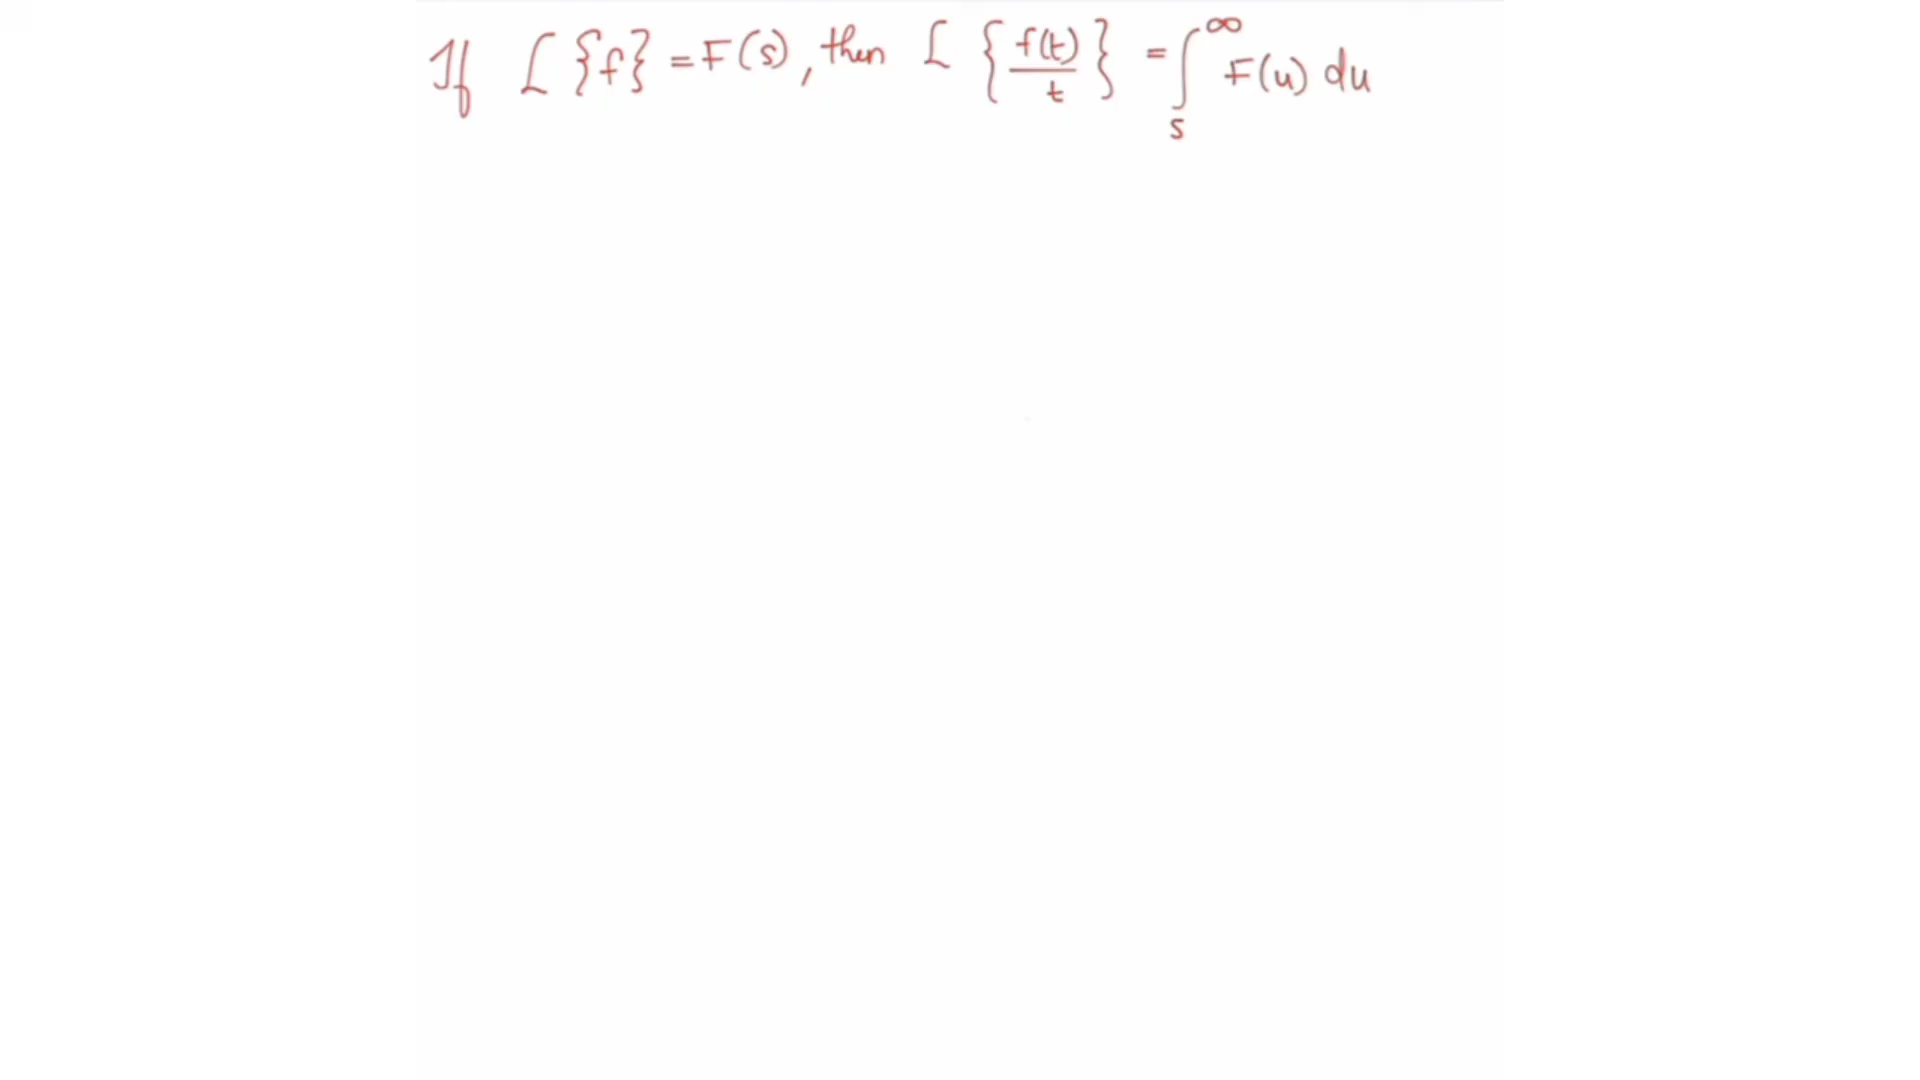 If L{f} = F(s), then L{f(t)/t} = ∫_s^∞ F(u) du